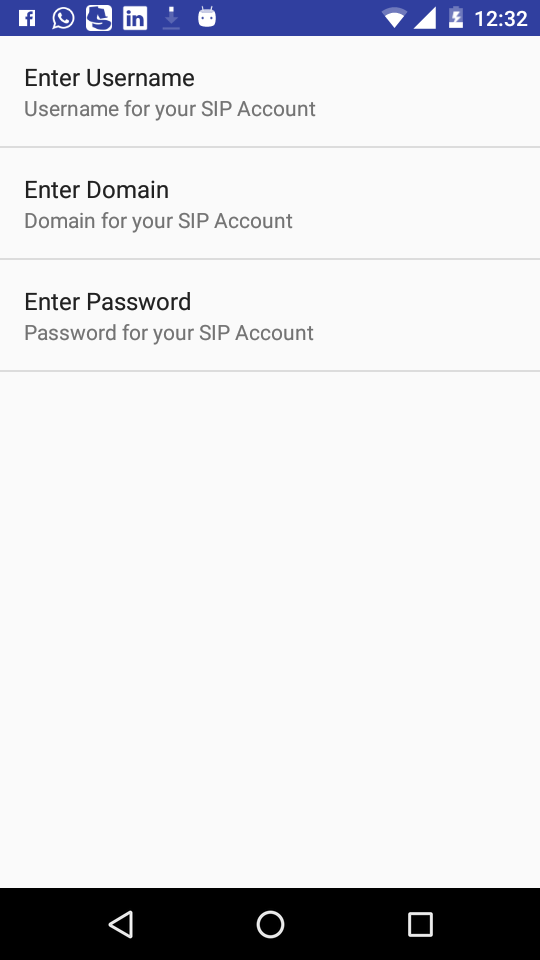 12:32
Enter Username
Username for your SIP Account
Enter Domain
Domain for your SIP Account
Enter Password
Password for your SIP Account